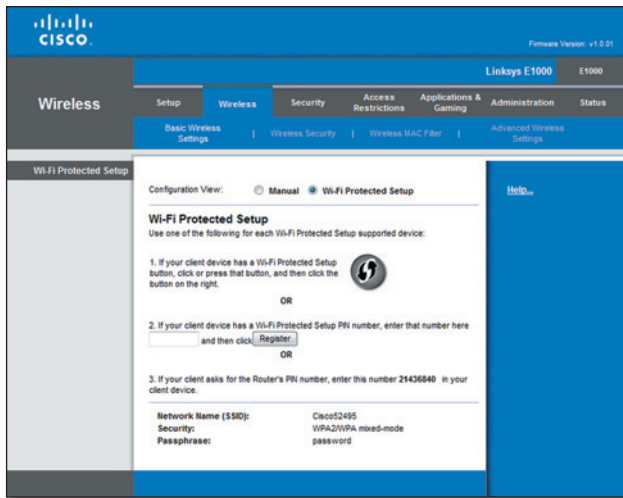 CISCO.
Firmware Version: v1.0.01
Linksys E1000 E1000
Wireless
Setup Wireless Security Access Restrictions Applications & Gaming Administration Status
Basic Wireless Settings | Wireless Security | Wireless MAC Filter | Advanced Wireless Settings
Wi-Fi Protected Setup
Configuration View: Manual Wi-Fi Protected Setup
Help...
Wi-Fi Protected Setup
Use one of the following for each Wi-Fi Protected Setup supported device:
1. If your client device has a Wi-Fi Protected Setup
button, click or press that button, and then click the
button on the right.
OR
2. If your client device has a Wi-Fi Protected Setup PIN number, enter that number here
and then click Register
OR
3. If your client asks for the Router's PIN number, enter this number 21436840 in your
client device.
Network Name (SSID): Cisco52495
Security: WPA2/WPA mixed-mode
Passphrase: password